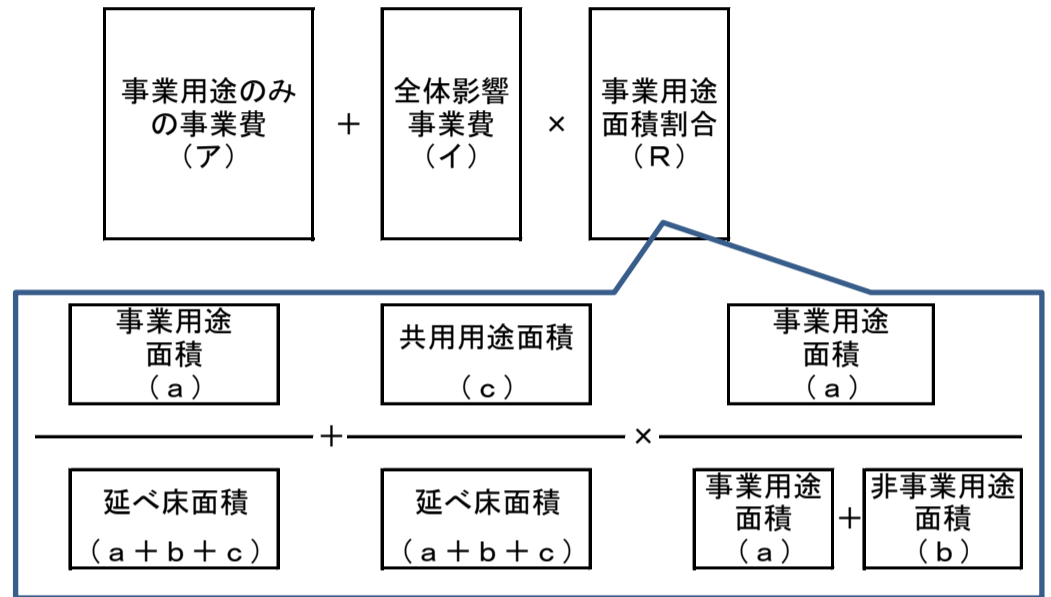 事業用途のみ
の事業費
（ア）
＋
全体影響
事業費
（イ）
×
事業用途
面積割合
（Ｒ）
事業用途
面積
（ａ）
延べ床面積
（ａ＋ｂ＋ｃ）
＋
共用用途面積
（ｃ）
延べ床面積
（ａ＋ｂ＋ｃ）
×
事業用途
面積
（ａ）
事業用途
面積
（ａ）
＋
非事業用途
面積
（ｂ）